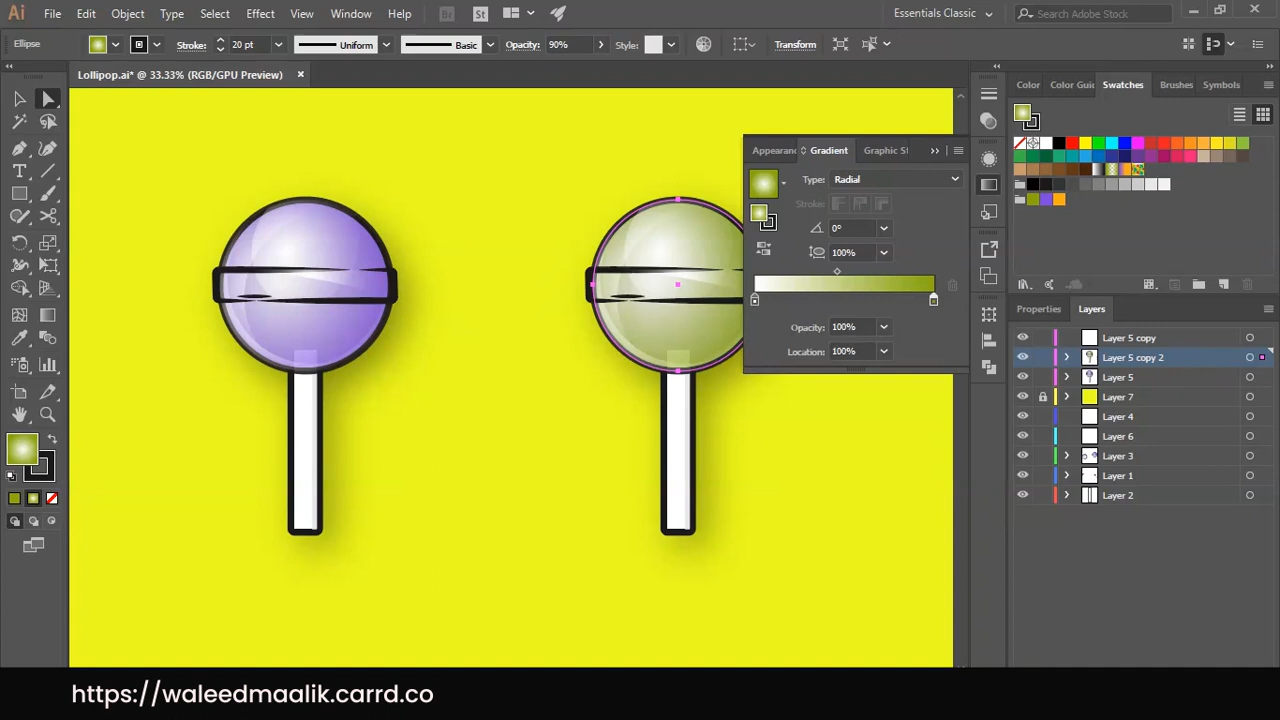 Ai File Edit Object Type Select Effect View Window Help Br St Essentials Classic Search Adobe Stock
Ellipse Stroke: 20 pt Uniform Basic Opacity: 90% Style: Transform
Lollipop.ai* @ 33.33% (RGB/GPU Preview)
Color Color Guid Swatches Brushes Symbols
Appearanc Gradient Graphic St
Type: Radial
Stroke:
0°
100%
Opacity: 100%
Location: 100%
Properties Layers
Layer 5 copy
Layer 5 copy 2
Layer 5
Layer 7
Layer 4
Layer 6
Layer 3
Layer 1
Layer 2
https://waleedmaalik.carrd.co